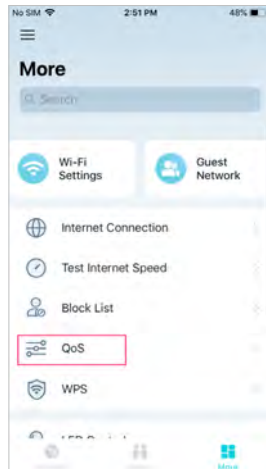 No SIM 2:51 PM 48%
More
Search
Wi-Fi Settings
Guest Network
Internet Connection
Test Internet Speed
Block List
QoS
WPS
More